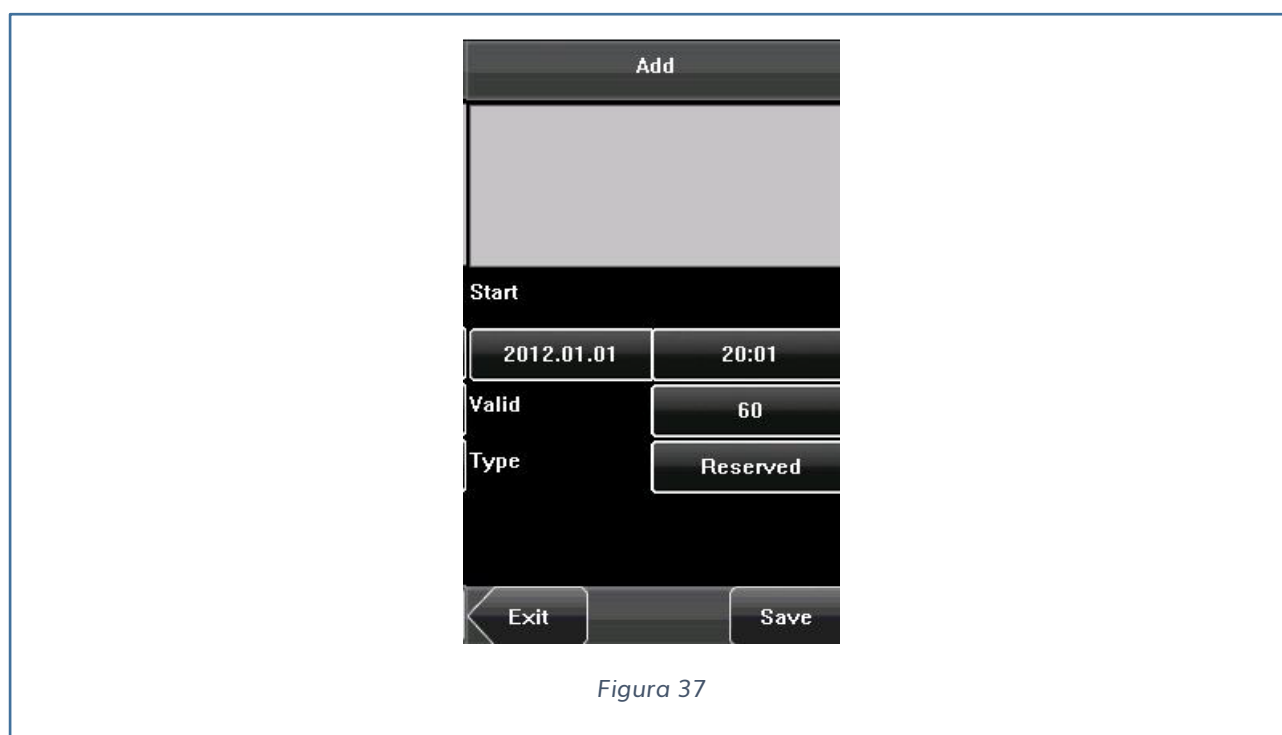 Add
Start
2012.01.01 20:01
Valid 60
Type Reserved
Exit Save
Figura 37